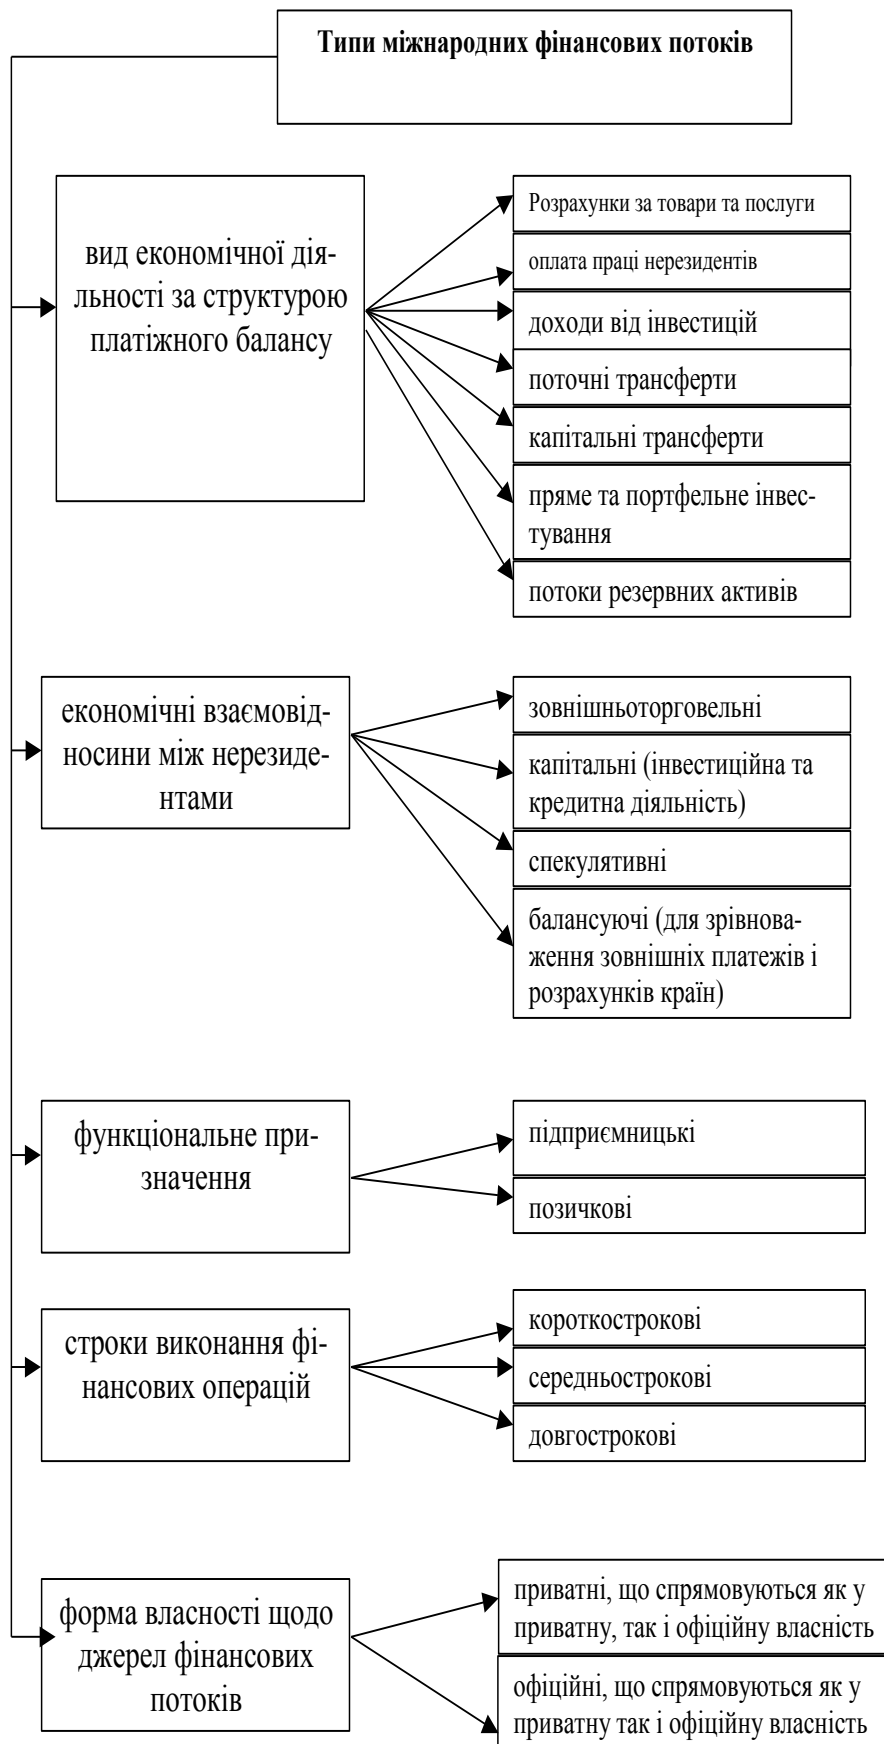 Типи міжнародних фінансових потоків
вид економічної дія-
льності за структурою
платіжного балансу
Розрахунки за товари та послуги
оплата праці нерезидентів
доходи від інвестицій
поточні трансферти
капітальні трансферти
пряме та портфельне інвес-
тування
потоки резервних активів
економічні взаємовід-
носини між нерезиде-
нтами
зовнішньоторговельні
капітальні (інвестиційна та
кредитна діяльність)
спекулятивні
балансуючі (для зрівнова-
ження зовнішніх платежів і
розрахунків країн)
функціональне при-
значення
підприємницькі
позичкові
строки виконання фі-
нансових операцій
короткострокові
середньострокові
довгострокові
форма власності щодо
джерел фінансових
потоків
приватні, що спрямовуються як у
приватну, так і офіційну власність
офіційні, що спрямовуються як у
приватну так і офіційну власність